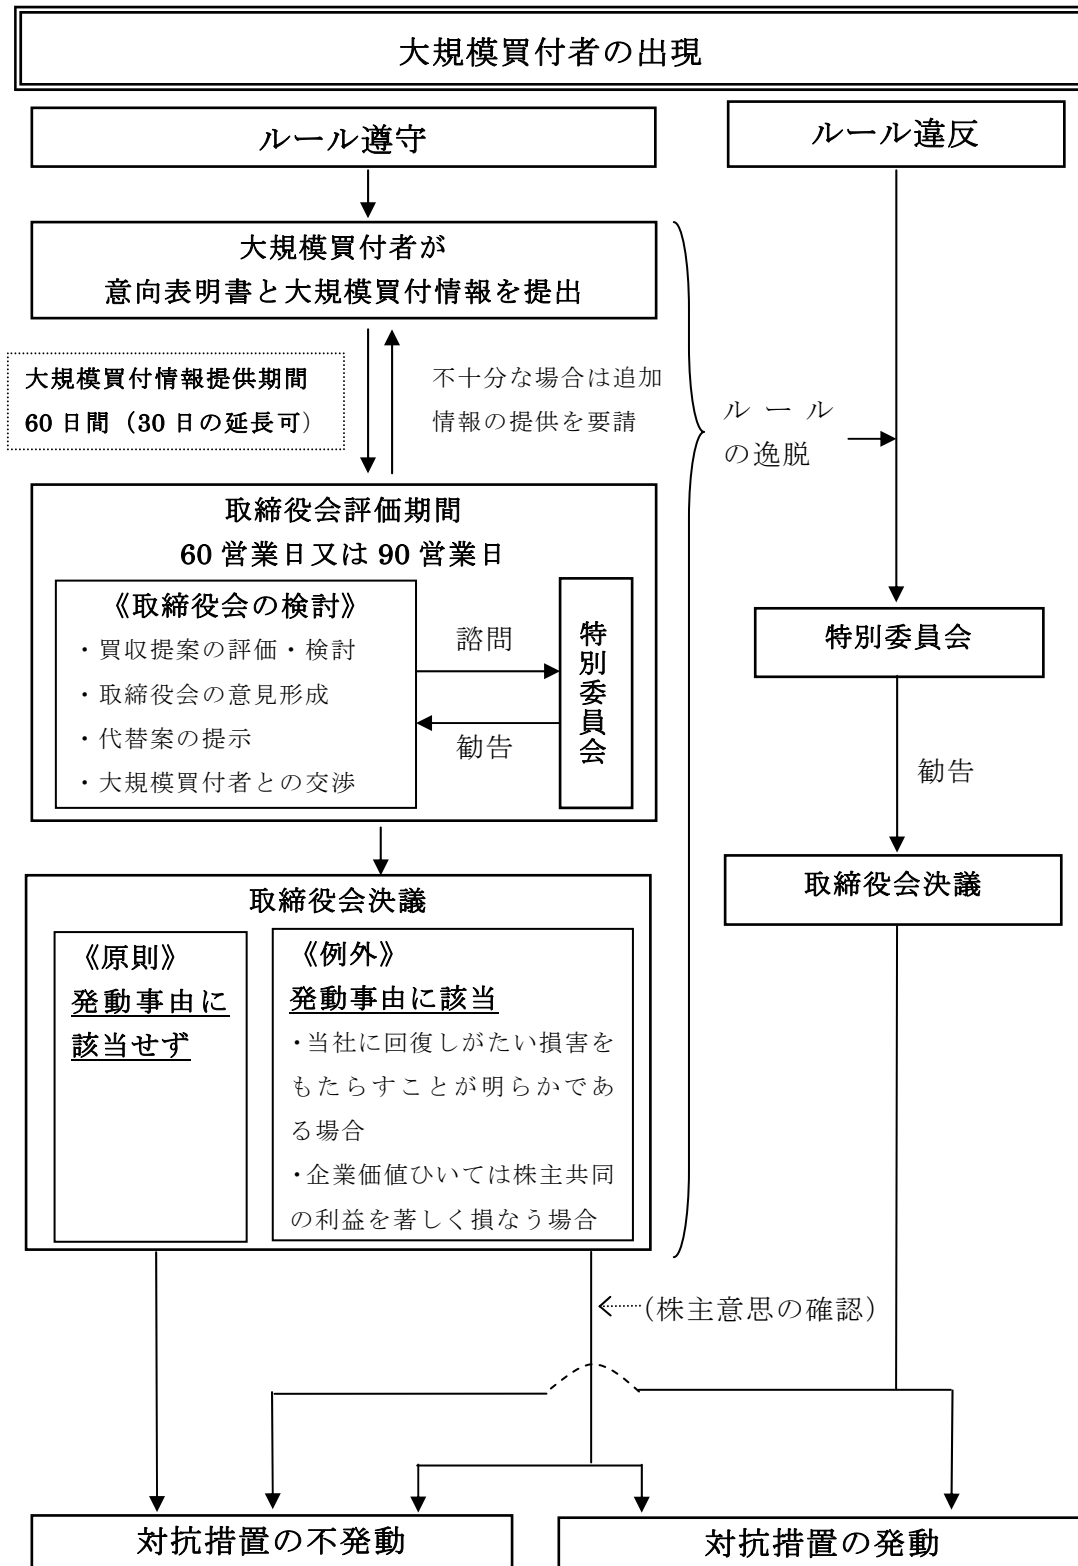 大規模買付者の出現
ルール遵守
ルール違反
大規模買付者が
意向表明書と大規模買付情報を提出
大規模買付情報提供期間
60 日間（30 日の延長可）
不十分な場合は追加
情報の提供を要請
ルール
の逸脱
取締役会評価期間
60 営業日又は 90 営業日
《取締役会の検討》
・買収提案の評価・検討
・取締役会の意見形成
・代替案の提示
・大規模買付者との交渉
諮問
勧告
特別委員会
特別委員会
勧告
取締役会決議
取締役会決議
《原則》
発動事由に
該当せず
《例外》
発動事由に該当
・当社に回復しがたい損害を
もたらすことが明らかであ
る場合
・企業価値ひいては株主共同
の利益を著しく損なう場合
（株主意思の確認）
対抗措置の不発動
対抗措置の発動